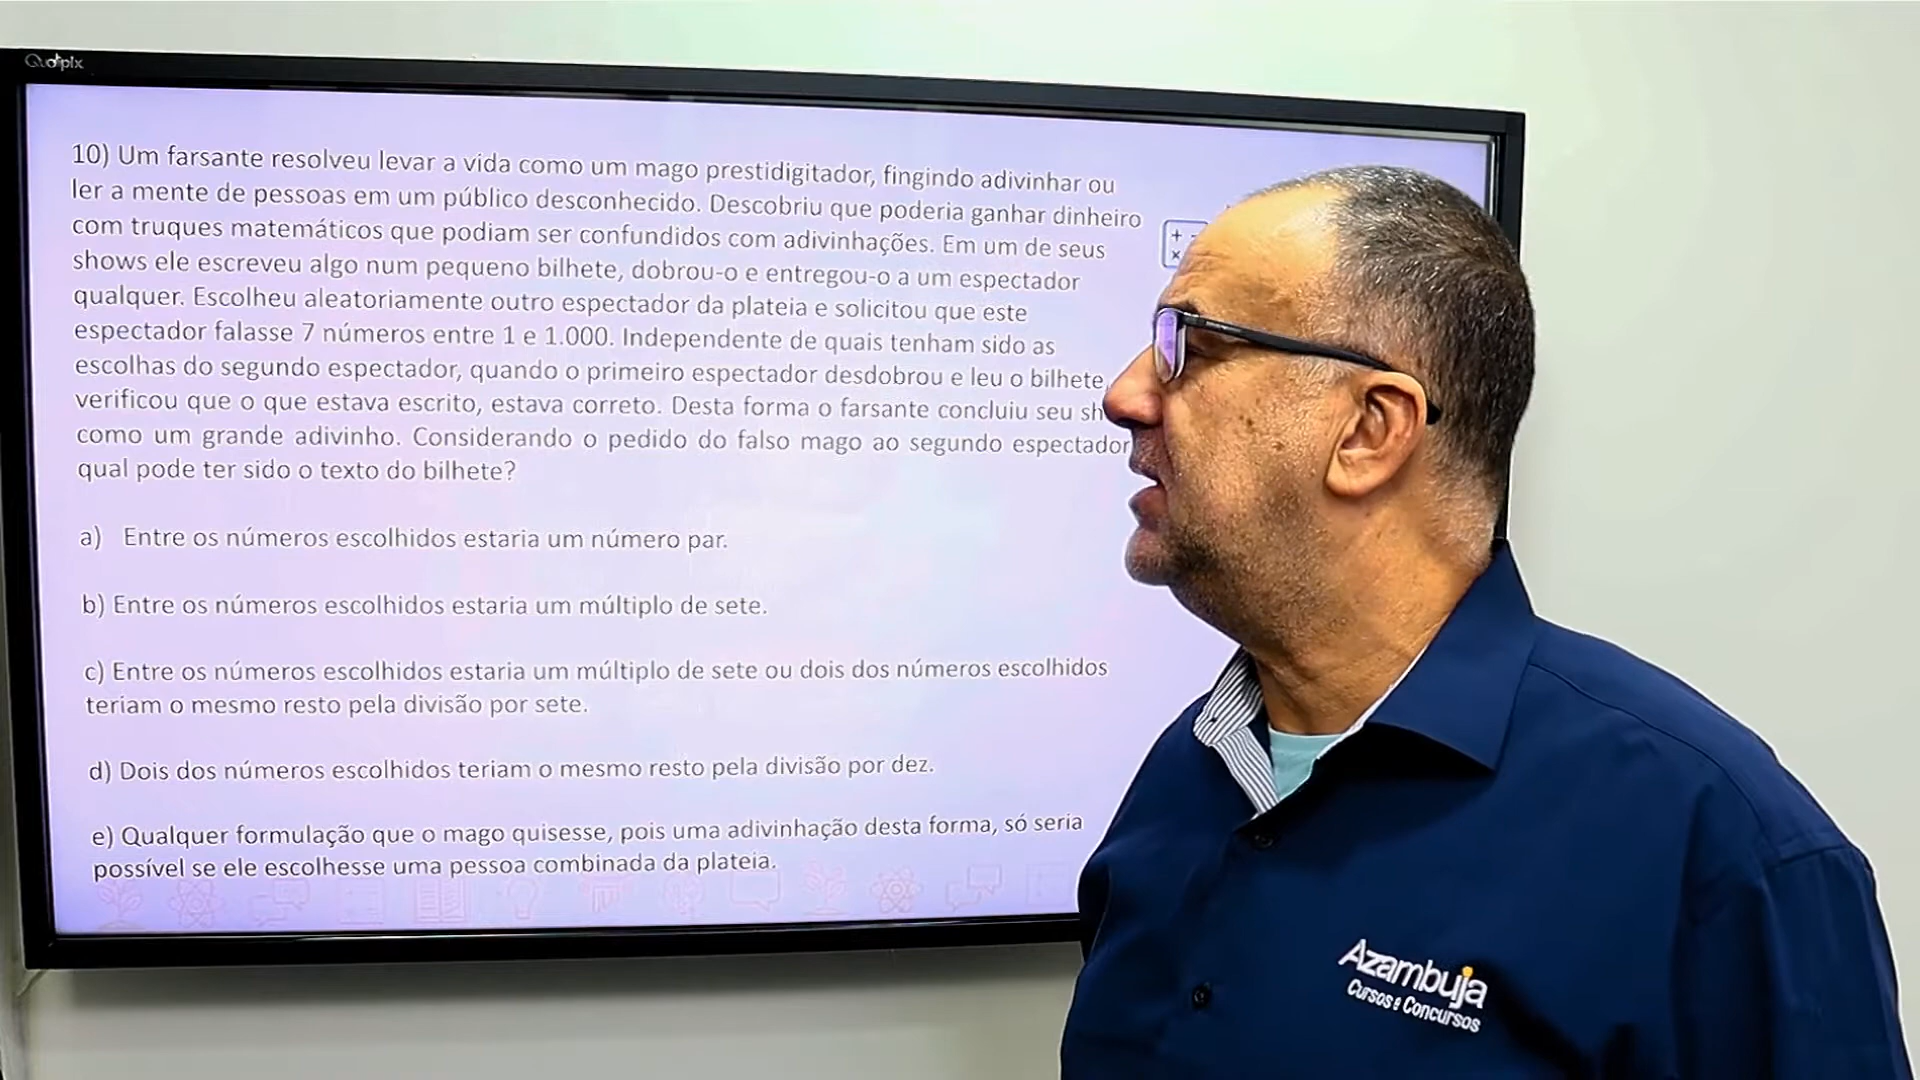 Quatpix
10) Um farsante resolveu levar a vida como um mago prestidigitador, fingindo adivinhar ou
ler a mente de pessoas em um público desconhecido. Descobriu que poderia ganhar dinheiro
com truques matemáticos que podiam ser confundidos com adivinhações. Em um de seus
shows ele escreveu algo num pequeno bilhete, dobrou-o e entregou-o a um espectador
qualquer. Escolheu aleatoriamente outro espectador da plateia e solicitou que este
espectador falasse 7 números entre 1 e 1.000. Independente de quais tenham sido as
escolhas do segundo espectador, quando o primeiro espectador desdobrou e leu o bilhete
verificou que o que estava escrito, estava correto. Desta forma o farsante concluiu seu sh
como um grande adivinho. Considerando o pedido do falso mago ao segundo espectador
qual pode ter sido o texto do bilhete?
a) Entre os números escolhidos estaria um número par.
b) Entre os números escolhidos estaria um múltiplo de sete.
c) Entre os números escolhidos estaria um múltiplo de sete ou dois dos números escolhidos
teriam o mesmo resto pela divisão por sete.
d) Dois dos números escolhidos teriam o mesmo resto pela divisão por dez.
e) Qualquer formulação que o mago quisesse, pois uma adivinhação desta forma, só seria
possível se ele escolhesse uma pessoa combinada da plateia.
Azambuja
Cursos e Concursos